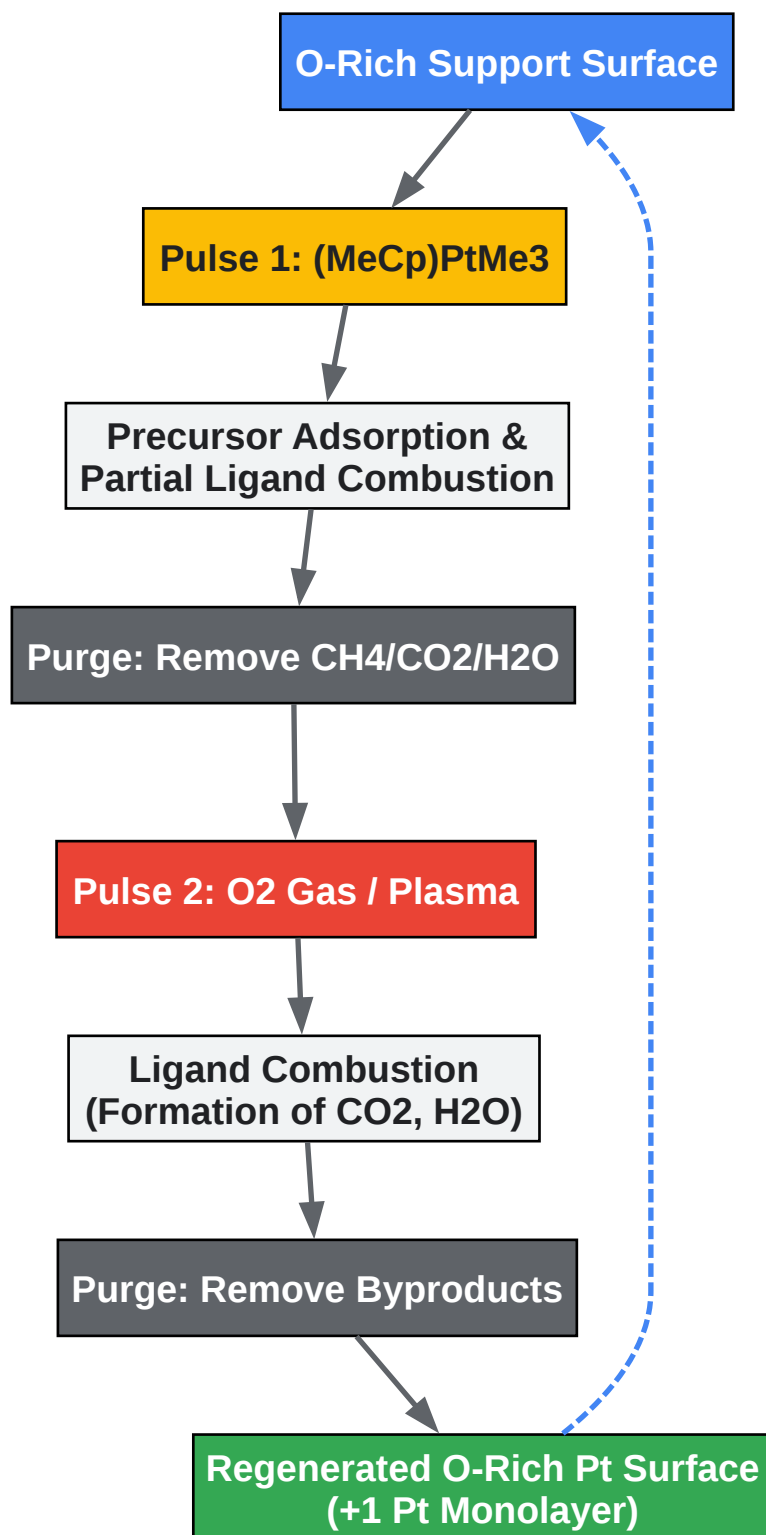 O-Rich Support Surface
Pulse 1: (MeCp)PtMe3
Precursor Adsorption &
Partial Ligand Combustion
Purge: Remove CH4/CO2/H2O
Pulse 2: O2 Gas / Plasma
Ligand Combustion
(Formation of CO2, H2O)
Purge: Remove Byproducts
Regenerated O-Rich Pt Surface
(+1 Pt Monolayer)